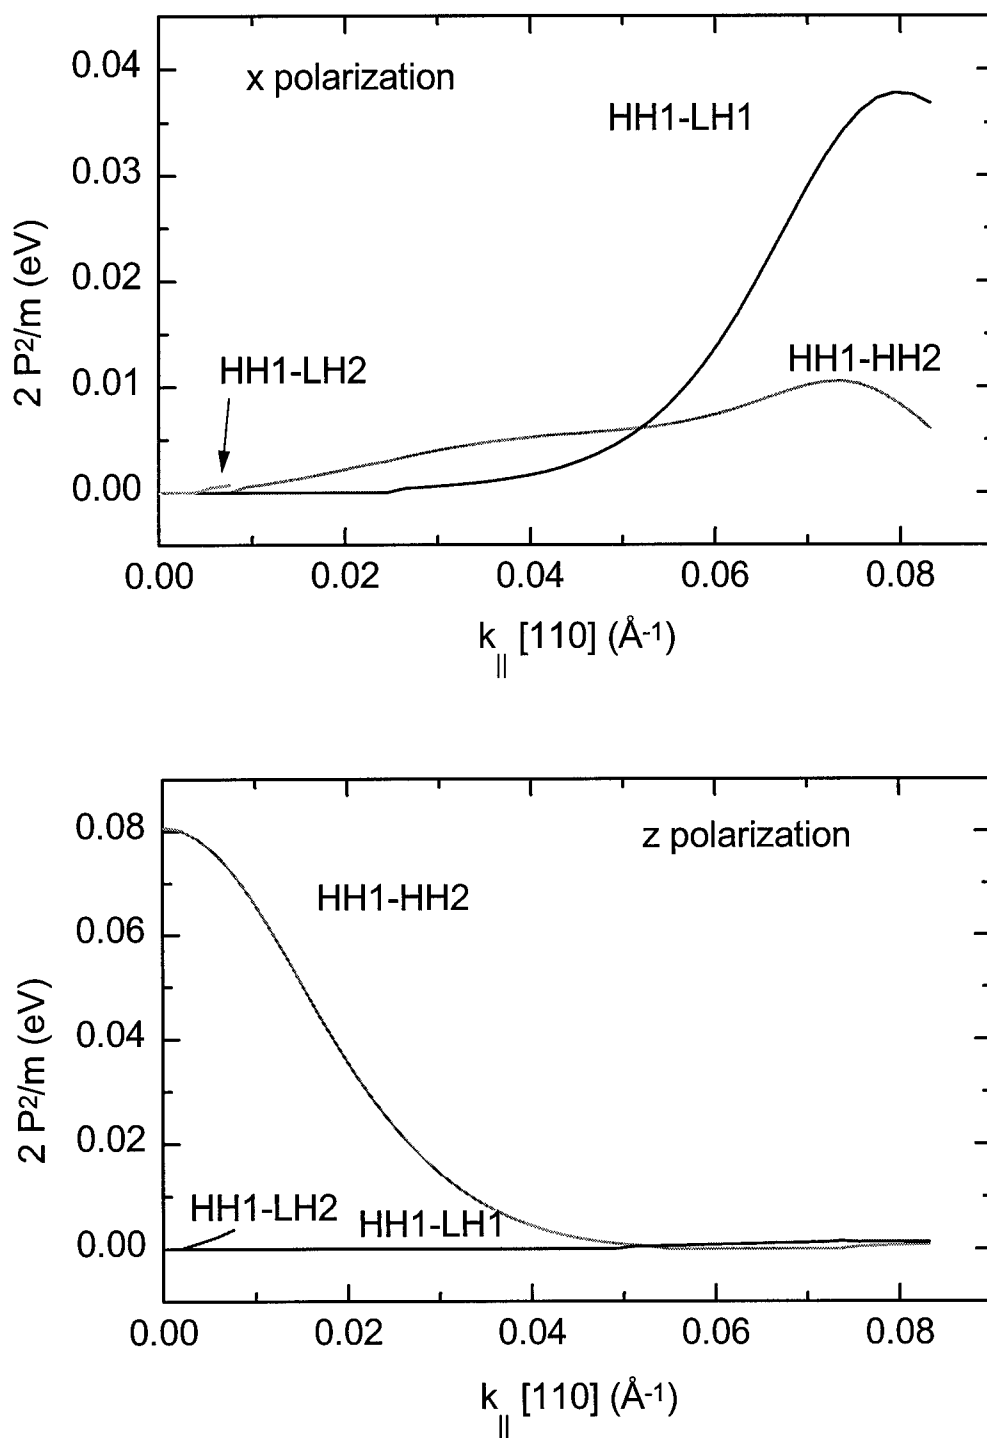 x polarization
0.04
HH1-LH1
0.03
0.02
HH1-LH2
HH1-HH2
0.01
0.00
2 P²/m (eV)
0.00 0.02 0.04 0.06 0.08
k|| [110] (Å-1)
z polarization
0.08
HH1-HH2
0.06
0.04
0.02
HH1-LH2
HH1-LH1
0.00
2 P²/m (eV)
0.00 0.02 0.04 0.06 0.08
k|| [110] (Å-1)